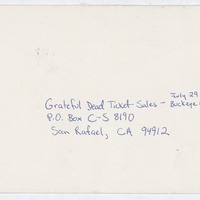 Grateful Dead Ticket Sales - July 29
Buckeye
P.O. Box C-S 8190
San Rafael, CA 94912